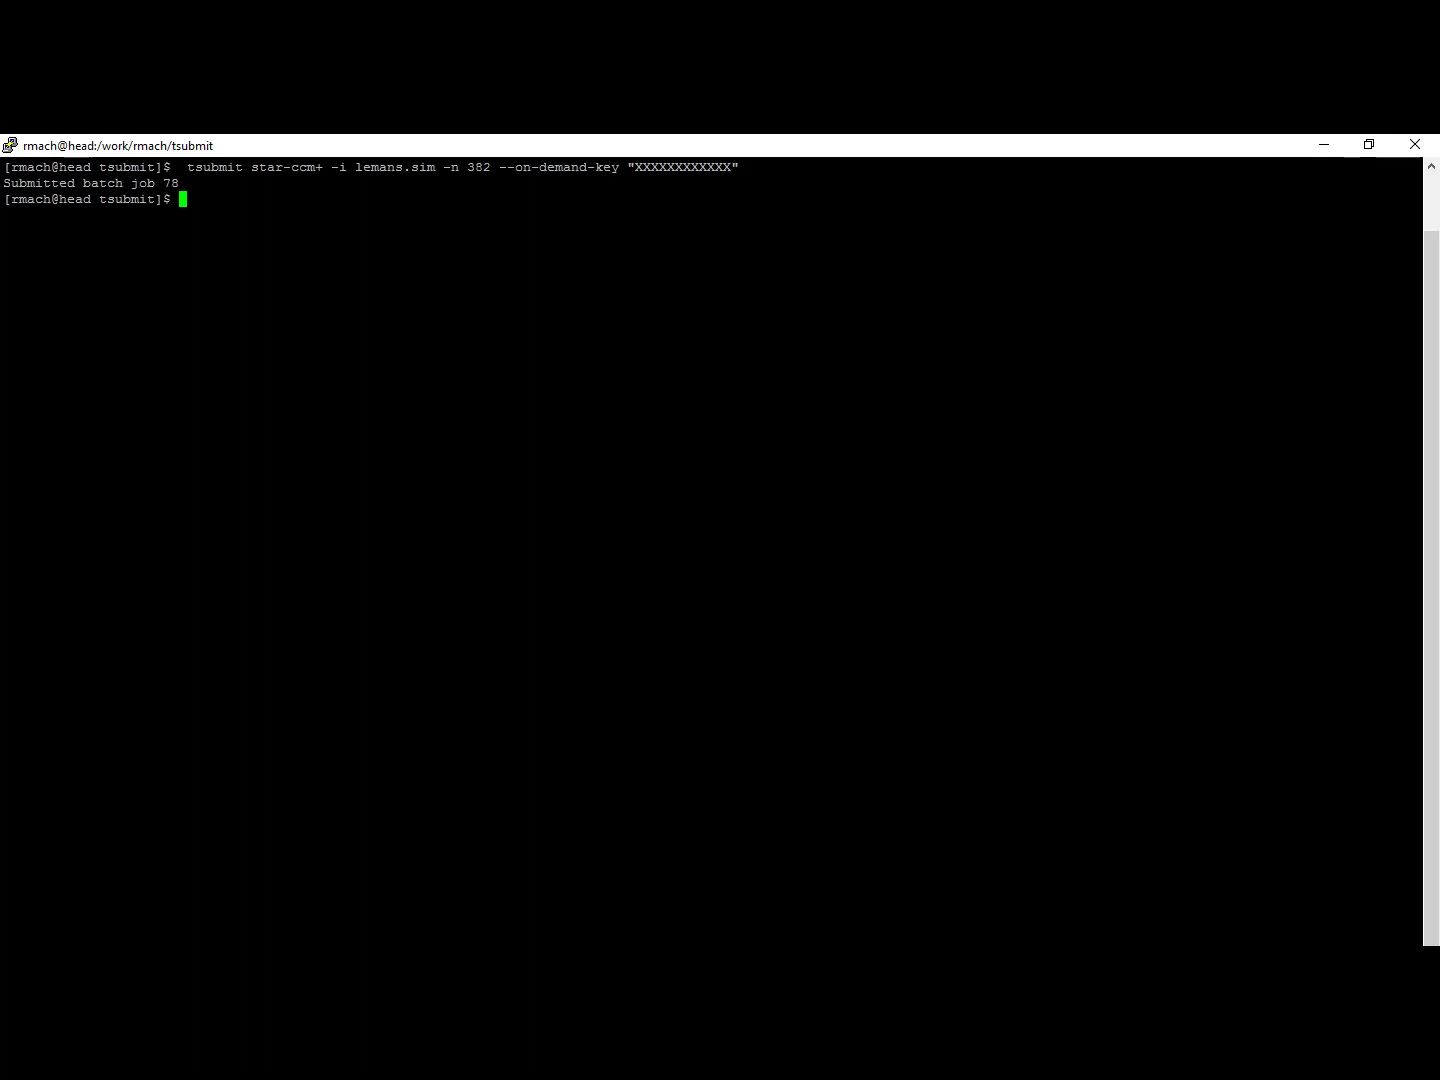 rmach@head:/work/rmach/tsubmit
[rmach@head tsubmit]$  tsubmit star-ccm+ -i lemans.sim -n 382 --on-demand-key "XXXXXXXXXXXX"
Submitted batch job 78
[rmach@head tsubmit]$